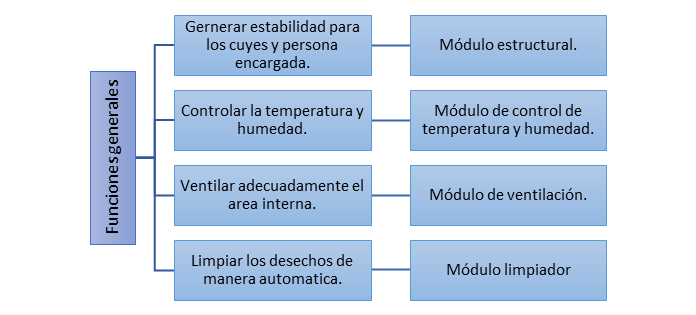 Funciones generales
Gernerar estabilidad para
los cuyes y persona
encargada.
Módulo estructural.
Controlar la temperatura y
humedad.
Módulo de control de
temperatura y humedad.
Ventilar adecuadamente el
area interna.
Módulo de ventilación.
Limpiar los desechos de
manera automatica.
Módulo limpiador